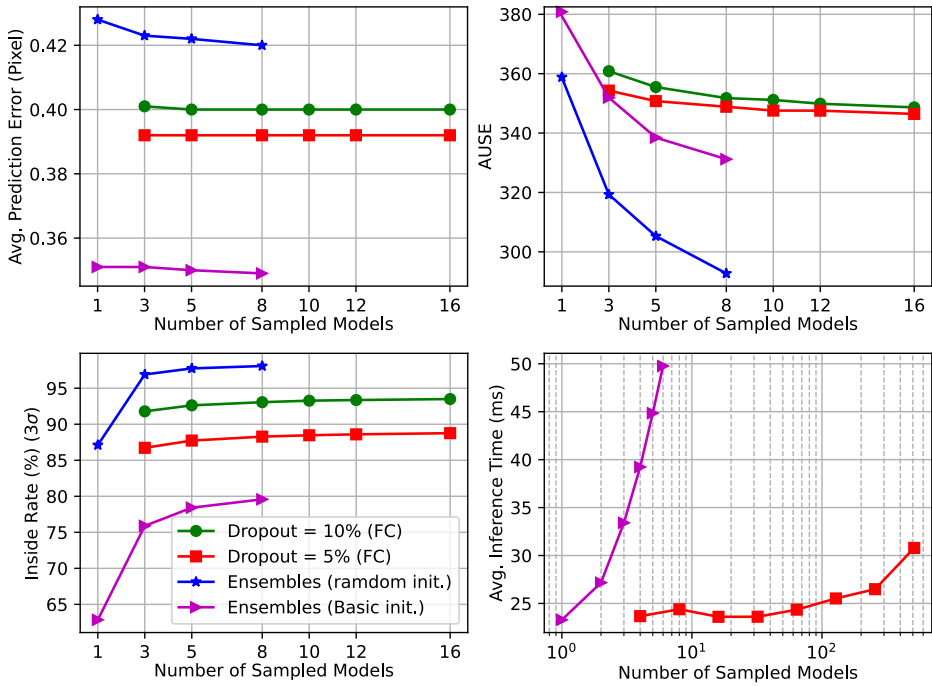 0.42
0.40
0.38
0.36
Avg. Prediction Error (Pixel)
1 3 5 8 10 12 16
Number of Sampled Models
380
360
340
320
300
AUSE
1 3 5 8 10 12 16
Number of Sampled Models
95
90
85
80
75
70
65
Inside Rate (%) (3σ)
Dropout = 10% (FC)
Dropout = 5% (FC)
Ensembles (ramdom init.)
Ensembles (Basic init.)
1 3 5 8 10 12 16
Number of Sampled Models
50
45
40
35
30
25
Avg. Inference Time (ms)
10⁰ 10¹ 10²
Number of Sampled Models